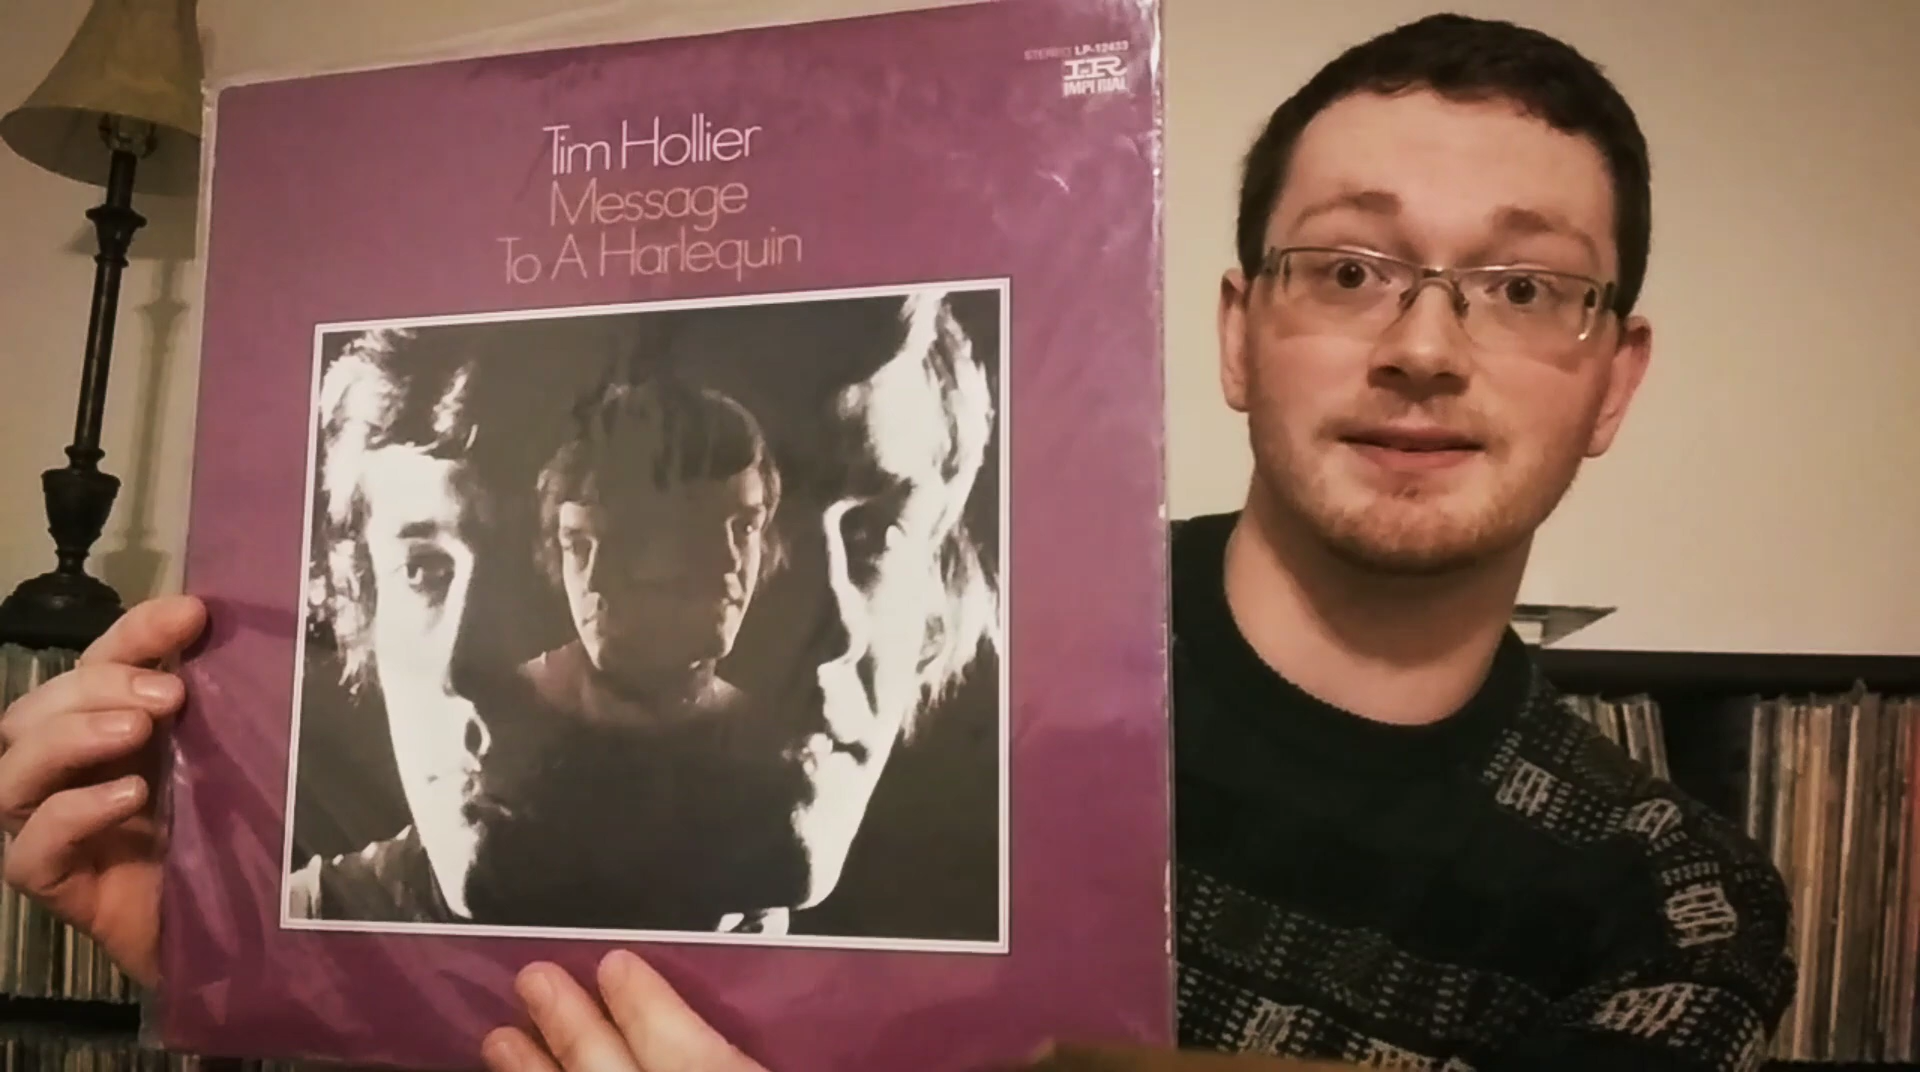 STEREO LP-12433
I-R
IMPERIAL
Tim Hollier
Message
To A Harlequin